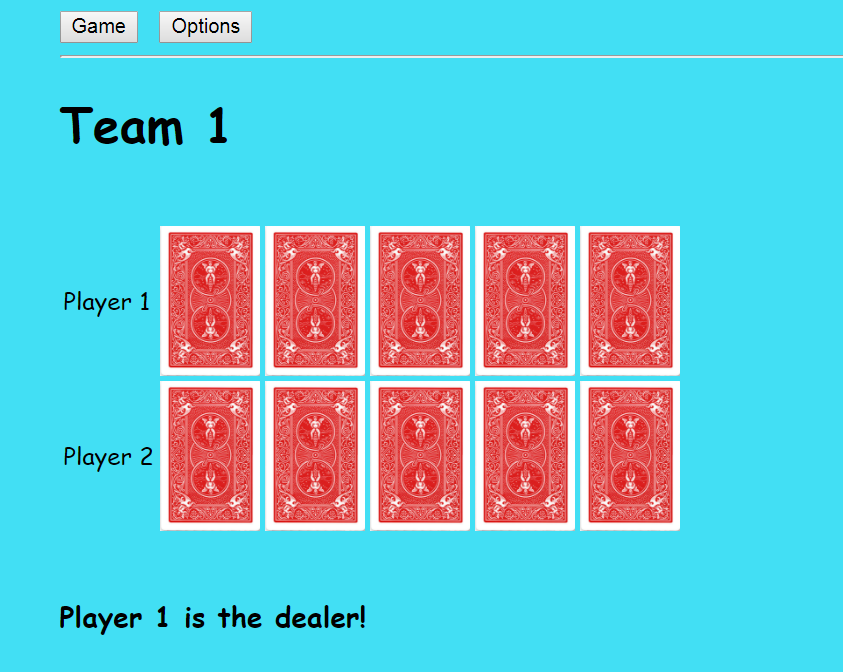 Game Options
Team 1
Player 1
Player 2
Player 1 is the dealer!